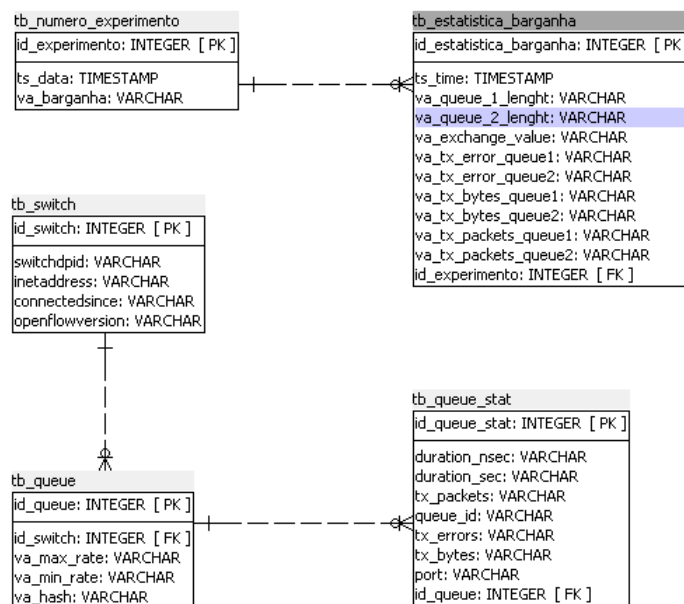 tb_numero_experimento
id_experimento: INTEGER [ PK ]
ts_data: TIMESTAMP
va_barganha: VARCHAR
tb_estatistica_barganha
id_estatistica_barganha: INTEGER [ PK
ts_time: TIMESTAMP
va_queue_1_lenght: VARCHAR
va_queue_2_lenght: VARCHAR
va_exchange_value: VARCHAR
va_tx_error_queue1: VARCHAR
va_tx_error_queue2: VARCHAR
va_tx_bytes_queue1: VARCHAR
va_tx_bytes_queue2: VARCHAR
va_tx_packets_queue1: VARCHAR
va_tx_packets_queue2: VARCHAR
id_experimento: INTEGER [ FK ]
tb_switch
id_switch: INTEGER [ PK ]
switchdpid: VARCHAR
inetaddress: VARCHAR
connectedsince: VARCHAR
openflowversion: VARCHAR
tb_queue
id_queue: INTEGER [ PK ]
id_switch: INTEGER [ FK ]
va_max_rate: VARCHAR
va_min_rate: VARCHAR
va_hash: VARCHAR
tb_queue_stat
id_queue_stat: INTEGER [ PK ]
duration_nsec: VARCHAR
duration_sec: VARCHAR
tx_packets: VARCHAR
queue_id: VARCHAR
tx_errors: VARCHAR
tx_bytes: VARCHAR
port: VARCHAR
id_queue: INTEGER [ FK ]